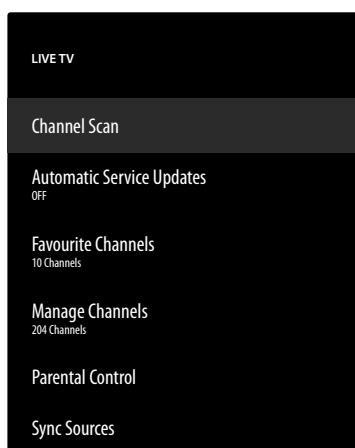 LIVE TV
Channel Scan
Automatic Service Updates
OFF
Favourite Channels
10 Channels
Manage Channels
204 Channels
Parental Control
Sync Sources